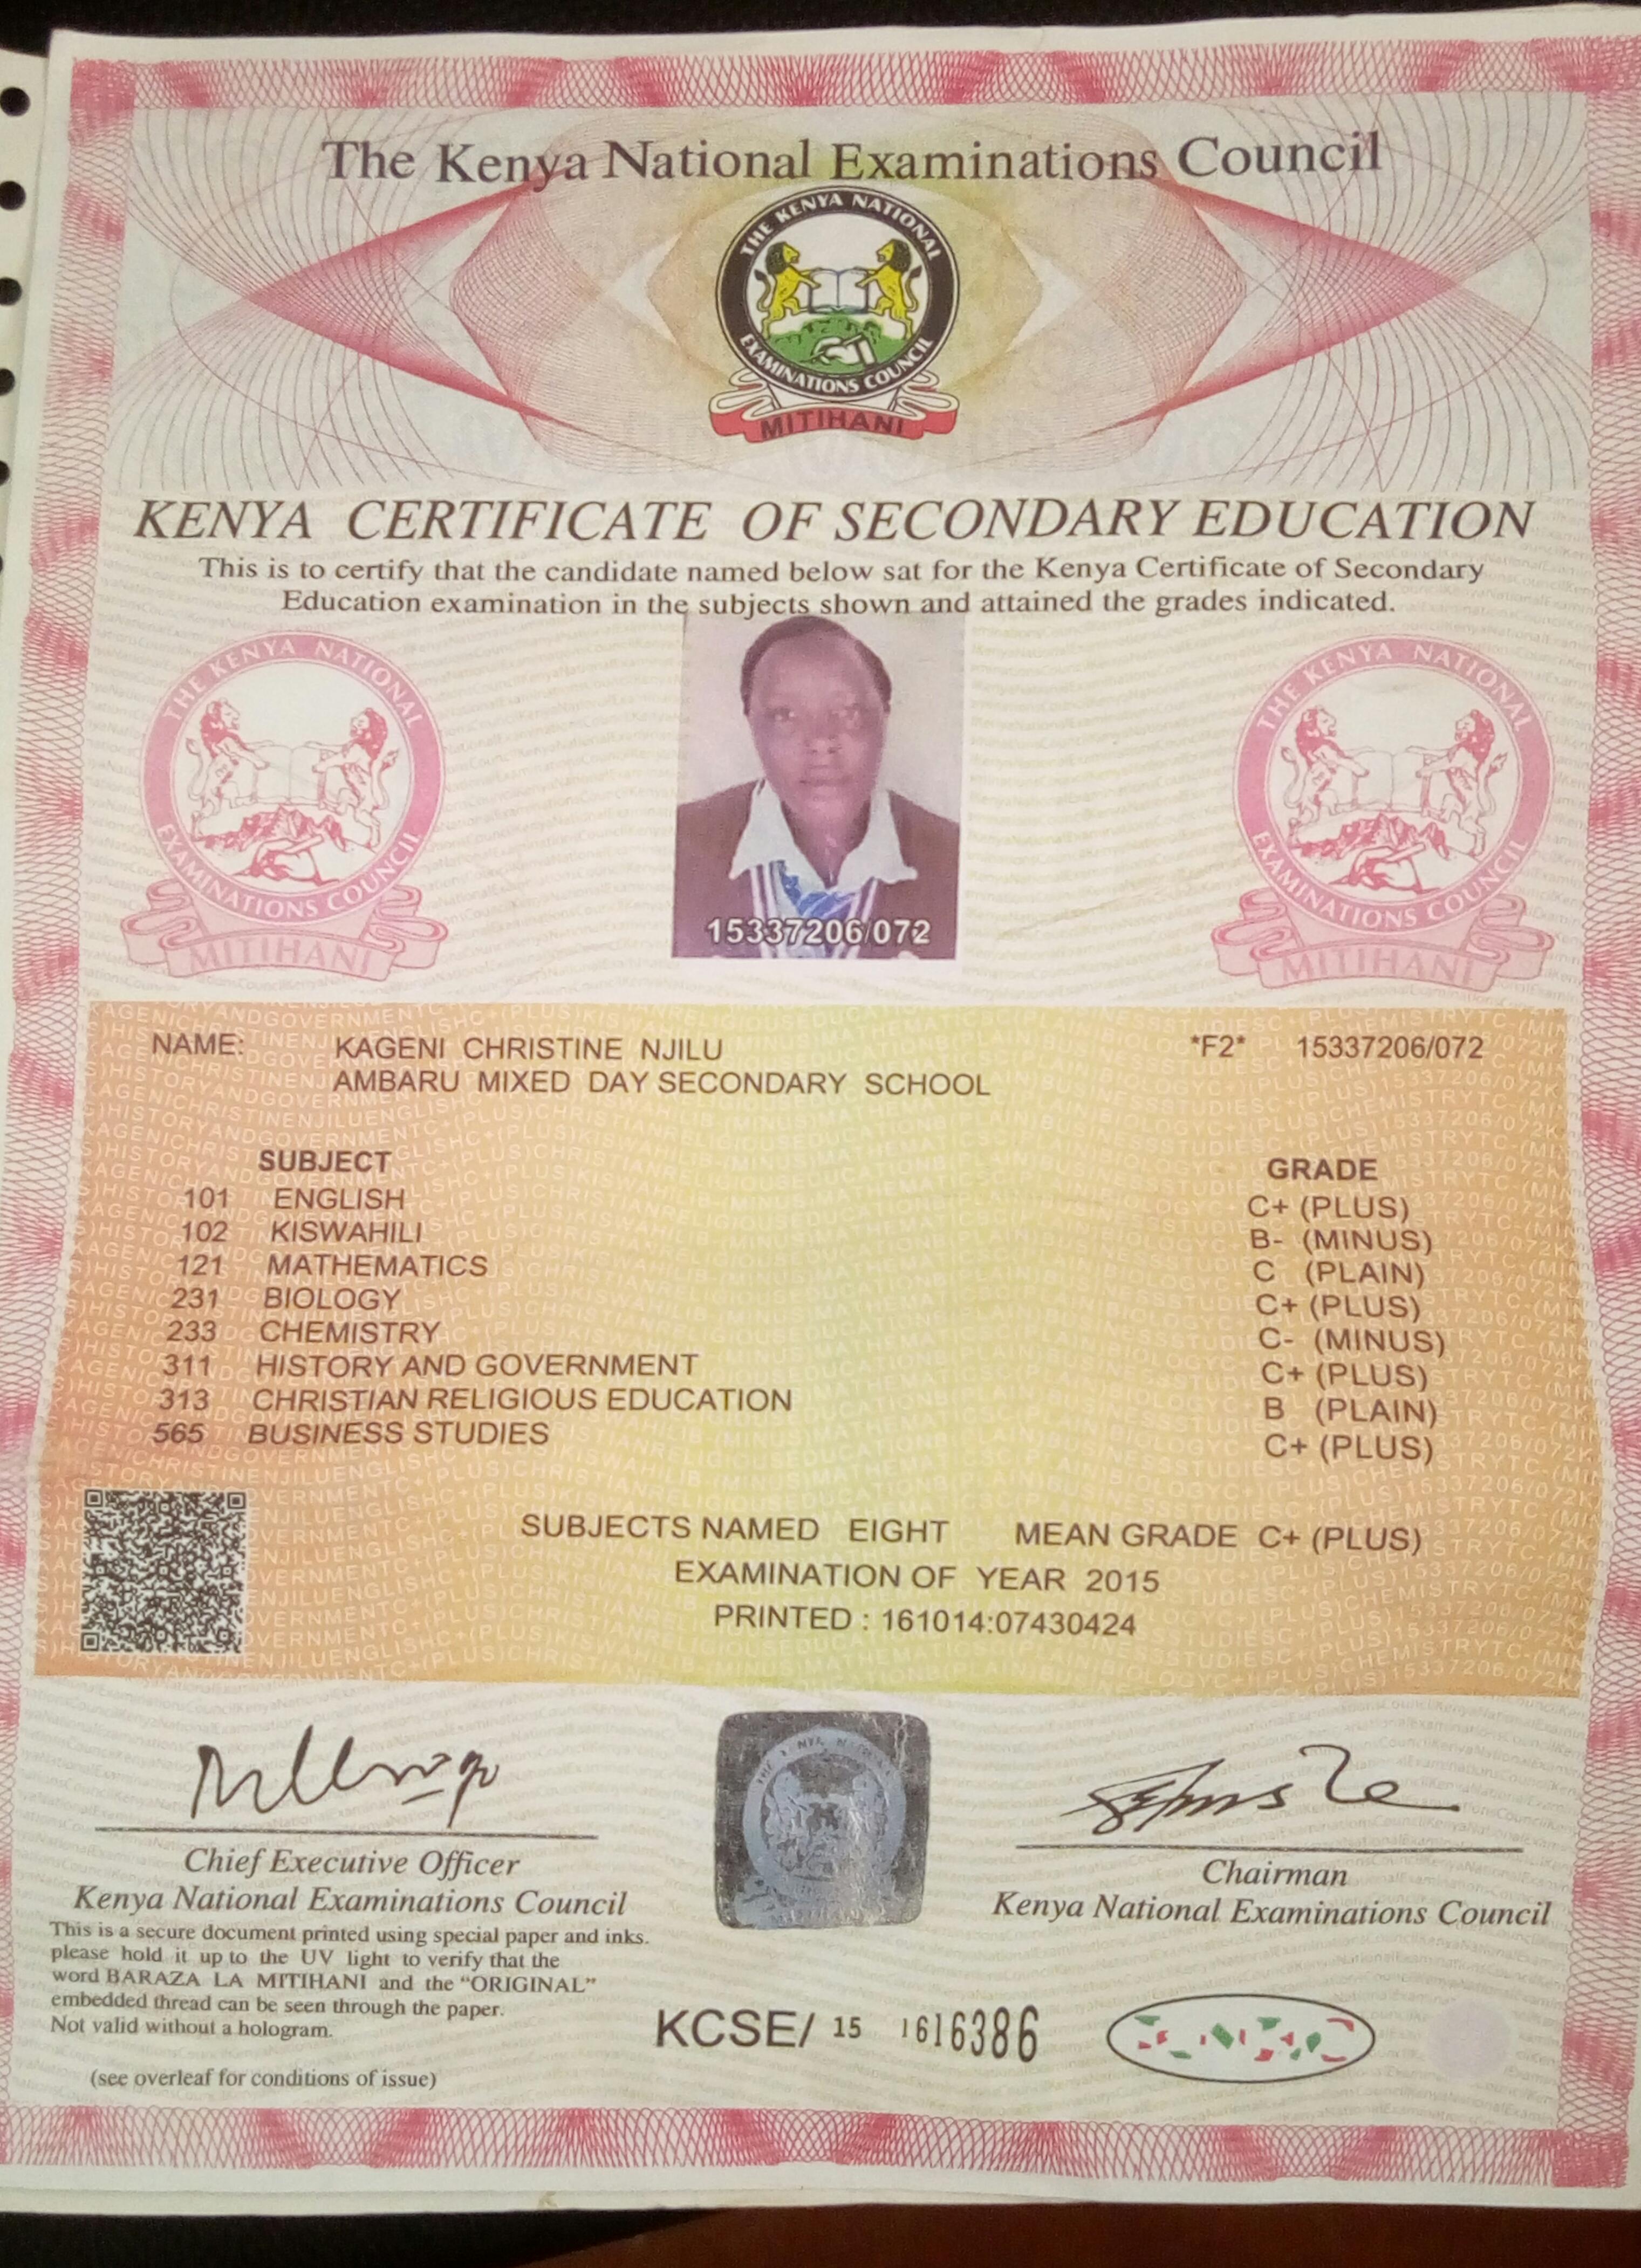 The Kenya National Examinations Council
THE KENYA NATIONAL
EXAMINATIONS COUNCIL
MITIHANI
KENYA CERTIFICATE OF SECONDARY EDUCATION
This is to certify that the candidate named below sat for the Kenya Certificate of Secondary
Education examination in the subjects shown and attained the grades indicated.
THE KENYA NATIONAL
EXAMINATIONS COUNCIL
MITIHANI
THE KENYA NATIONAL
EXAMINATIONS COUNCIL
MITIHANI
15337206/072
NAME: KAGENI CHRISTINE NJILU *F2* 15337206/072
AMBARU MIXED DAY SECONDARY SCHOOL
SUBJECT GRADE
101 ENGLISH C+ (PLUS)
102 KISWAHILI B- (MINUS)
121 MATHEMATICS C (PLAIN)
231 BIOLOGY C+ (PLUS)
233 CHEMISTRY C- (MINUS)
311 HISTORY AND GOVERNMENT C+ (PLUS)
313 CHRISTIAN RELIGIOUS EDUCATION B (PLAIN)
565 BUSINESS STUDIES C+ (PLUS)
SUBJECTS NAMED EIGHT MEAN GRADE C+ (PLUS)
EXAMINATION OF YEAR 2015
PRINTED : 161014:07430424
Chief Executive Officer
Kenya National Examinations Council
Chairman
Kenya National Examinations Council
This is a secure document printed using special paper and inks.
please hold it up to the UV light to verify that the
word BARAZA LA MITIHANI and the “ORIGINAL”
embedded thread can be seen through the paper.
Not valid without a hologram.
KCSE/ 15 1616386
(see overleaf for conditions of issue)